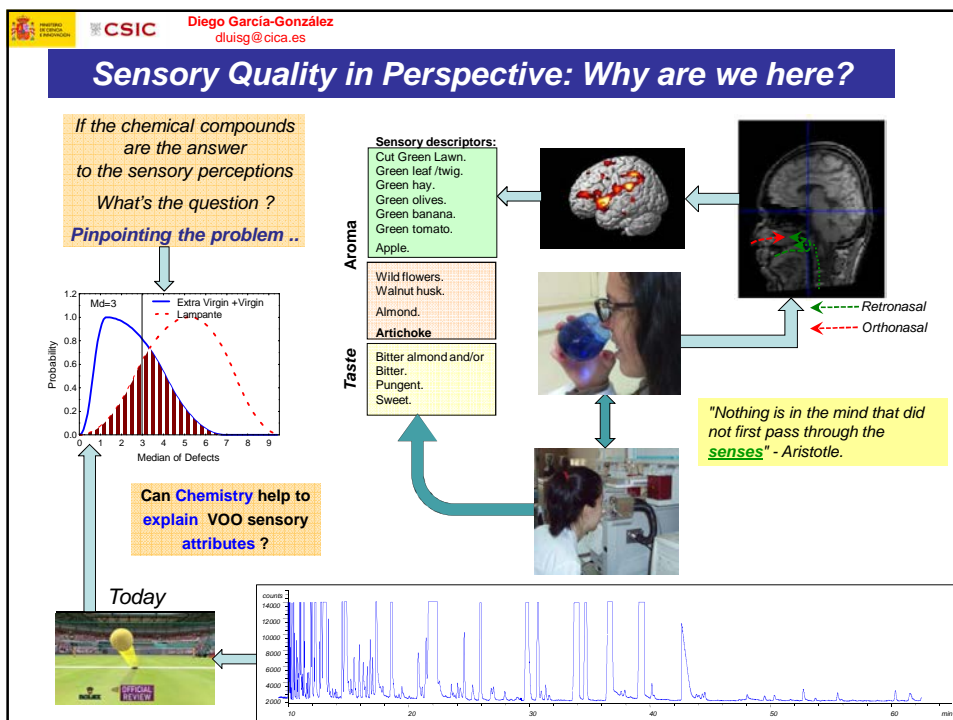 MINISTERIO
DE CIENCIA
E INNOVACIÓN
CSIC
Diego García-González
dluisg@cica.es
Sensory Quality in Perspective: Why are we here?
If the chemical compounds
are the answer
to the sensory perceptions
What's the question ?
Pinpointing the problem ..
Md=3
Extra Virgin +Virgin
Lampante
Probability
1.2
1.0
0.8
0.6
0.4
0.2
0.0
0 1 2 3 4 5 6 7 8 9
Median of Defects
Sensory descriptors:
Aroma
Cut Green Lawn.
Green leaf /twig.
Green hay.
Green olives.
Green banana.
Green tomato.
Apple.
Wild flowers.
Walnut husk.
Almond.
Artichoke
Taste
Bitter almond and/or
Bitter.
Pungent.
Sweet.
Retronasal
Orthonasal
"Nothing is in the mind that did
not first pass through the
senses" - Aristotle.
Can Chemistry help to
explain VOO sensory
attributes ?
Today
ROLEX
OFFICIAL
REVIEW
counts
14000
12000
10000
8000
6000
4000
2000
10 20 30 40 50 60 min